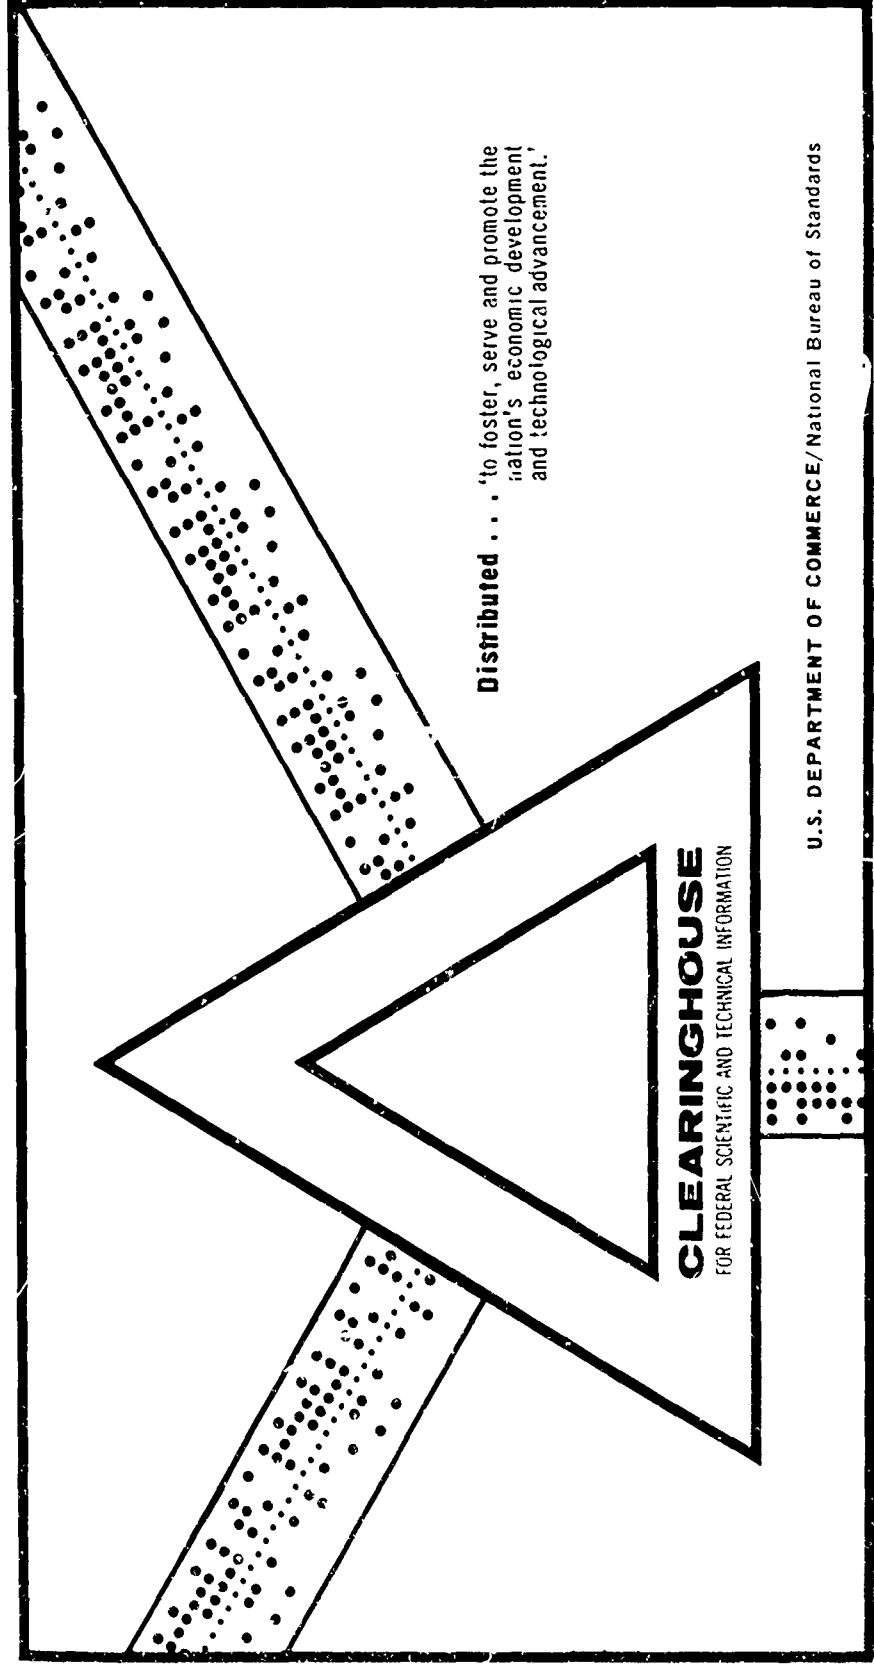 Distributed . . . 'to foster, serve and promote the
nation's economic development
and technological advancement.'
CLEARINGHOUSE
FOR FEDERAL SCIENTIFIC AND TECHNICAL INFORMATION
U.S. DEPARTMENT OF COMMERCE/National Bureau of Standards